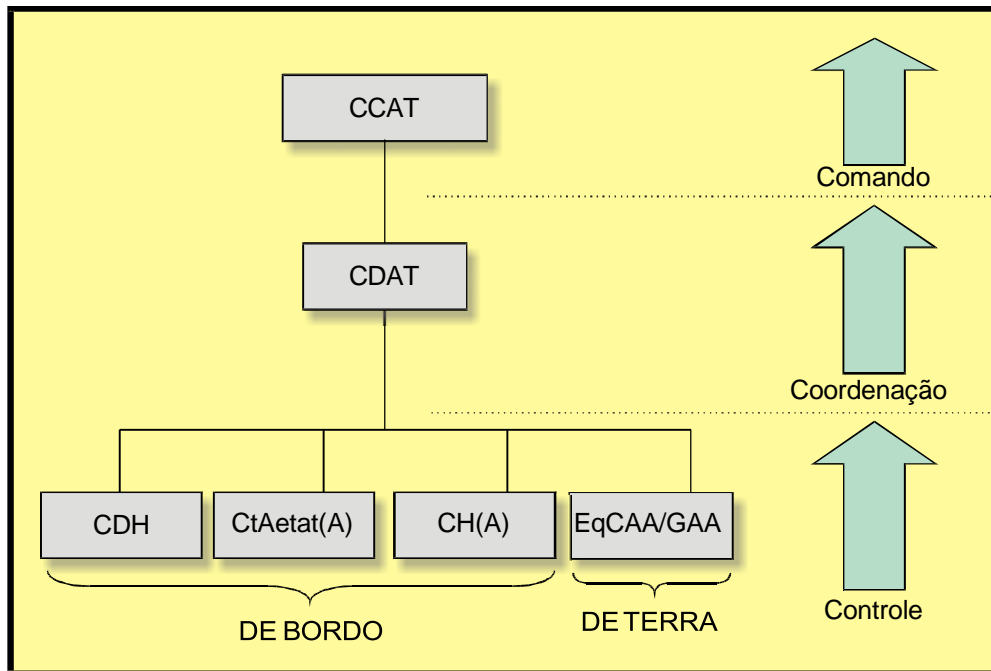 CCAT
Comando
CDAT
Coordenação
CDH
CtAetat(A)
CH(A)
EqCAA/GAA
DE BORDO
DE TERRA
Controle